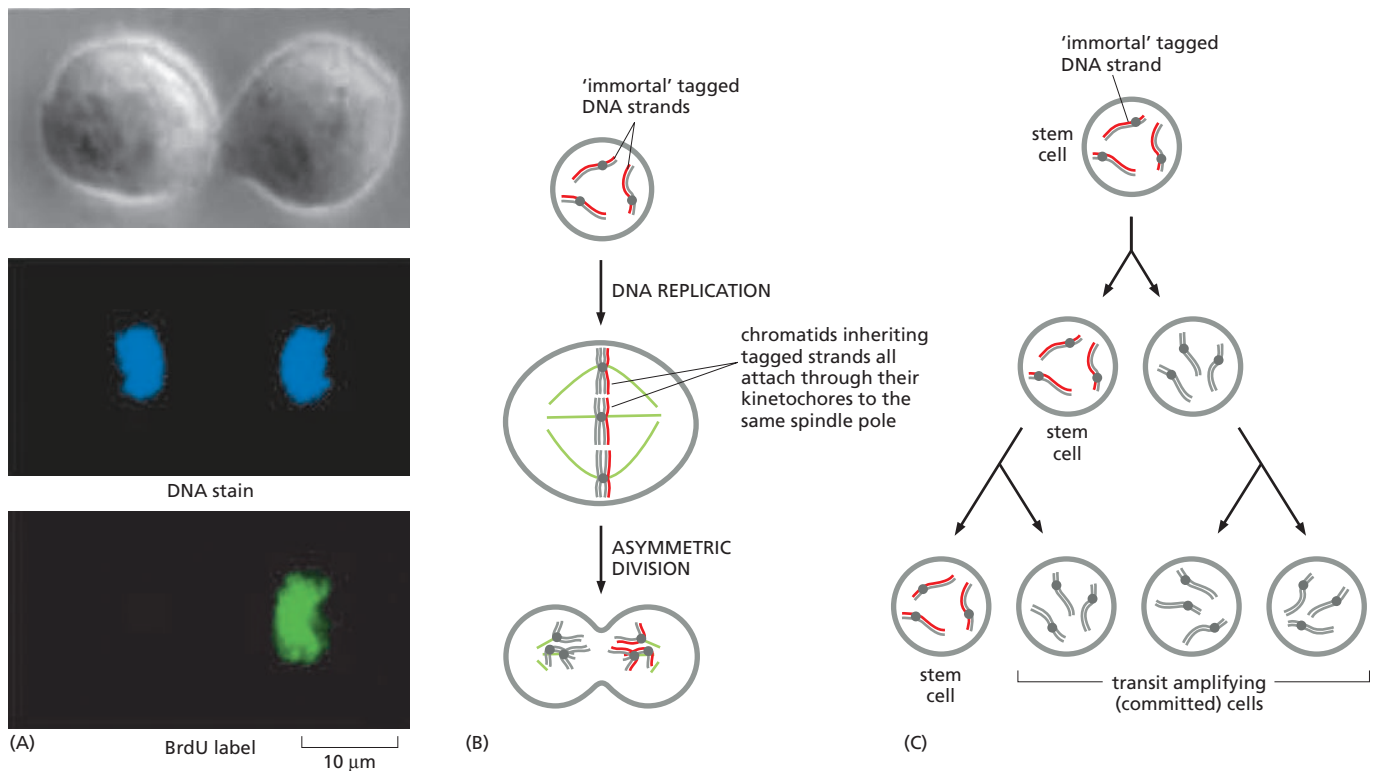 DNA stain
BrdU label
10 μm
(A)
'immortal' tagged
DNA strands
DNA REPLICATION
chromatids inheriting
tagged strands all
attach through their
kinetochores to the
same spindle pole
ASYMMETRIC
DIVISION
(B)
'immortal' tagged
DNA strand
stem
cell
stem
cell
stem
cell
transit amplifying
(committed) cells
(C)